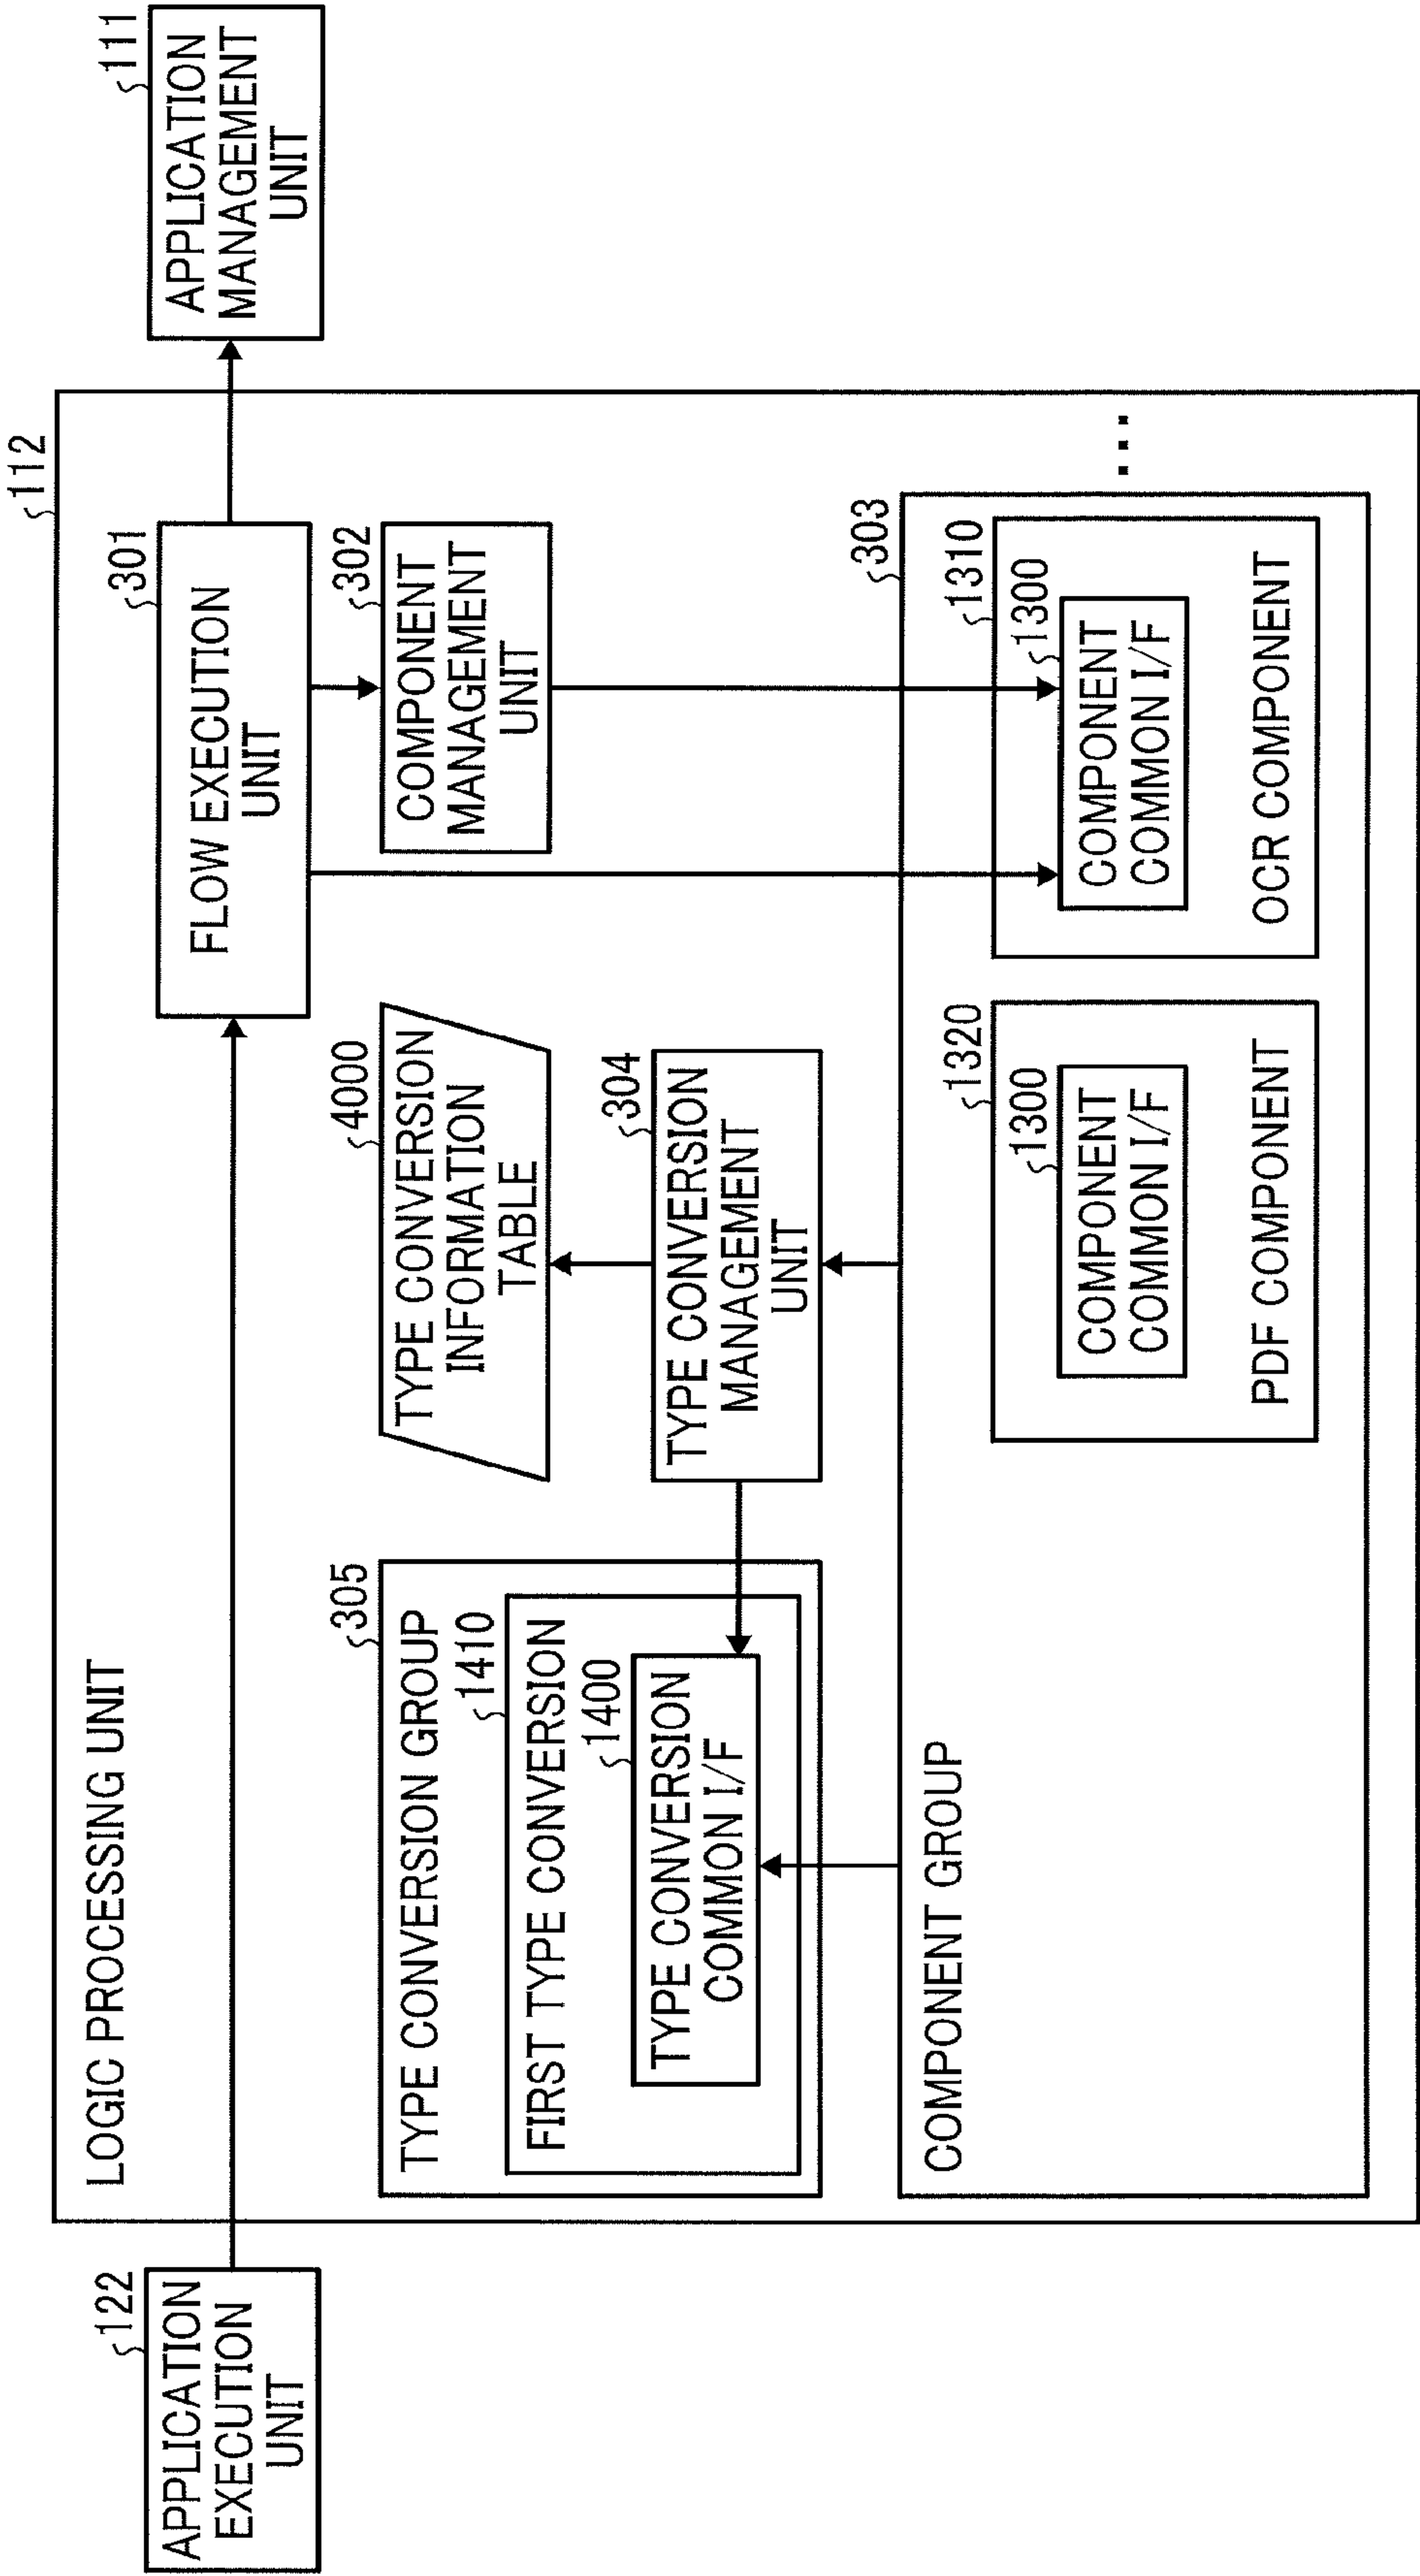 122
APPLICATION
EXECUTION
UNIT
112
LOGIC PROCESSING UNIT
301
FLOW EXECUTION
UNIT
111
APPLICATION
MANAGEMENT
UNIT
305
TYPE CONVERSION GROUP
1410
FIRST TYPE CONVERSION
1400
TYPE CONVERSION
COMMON I/F
4000
TYPE CONVERSION
INFORMATION
TABLE
304
TYPE CONVERSION
MANAGEMENT
UNIT
302
COMPONENT
MANAGEMENT
UNIT
303
COMPONENT GROUP
1320
1300
COMPONENT
COMMON I/F
PDF COMPONENT
1310
1300
COMPONENT
COMMON I/F
OCR COMPONENT
...